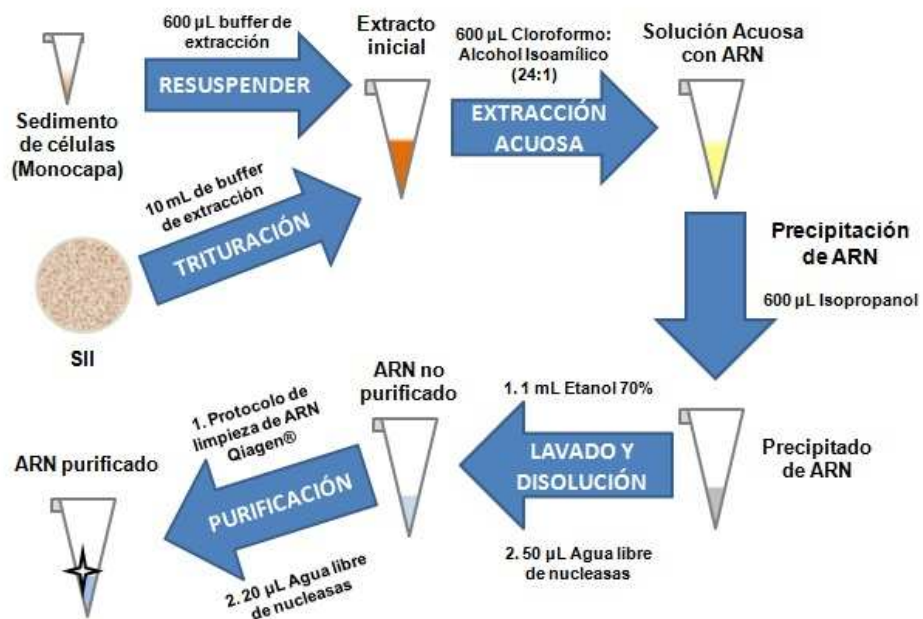 600 µL buffer de
extracción
RESUSPENDER
Sedimento
de células
(Monocapa)
Extracto
inicial
600 µL Cloroformo:
Alcohol Isoamílico
(24:1)
EXTRACCIÓN
ACUOSA
Solución Acuosa
con ARN
10 mL de buffer
de extracción
TRITURACIÓN
SII
Precipitación
de ARN
600 µL Isopropanol
Precipitado
de ARN
1. 1 mL Etanol 70%
LAVADO Y
DISOLUCIÓN
2. 50 µL Agua libre
de nucleasas
ARN no
purificado
1. Protocolo de
limpieza de ARN
Qiagen®
PURIFICACIÓN
2. 20 µL Agua libre
de nucleasas
ARN purificado